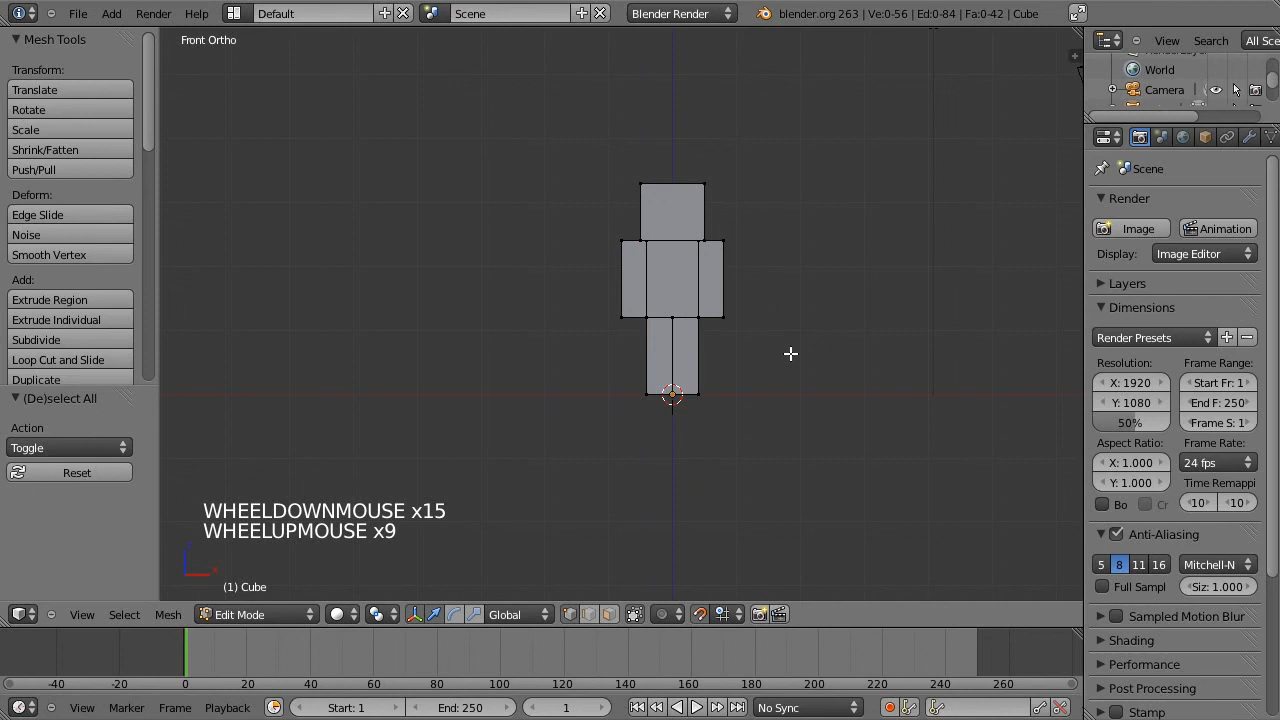 File Add Render Help Default Scene Blender Render blender.org 263 | Ve:0-56 | Ed:0-84 | Fa:0-42 | Cube
Mesh Tools
Transform:
Translate
Rotate
Scale
Shrink/Fatten
Push/Pull
Deform:
Edge Slide
Noise
Smooth Vertex
Add:
Extrude Region
Extrude Individual
Subdivide
Loop Cut and Slide
Duplicate
(De)select All
Action
Toggle
Reset
Front Ortho
WHEELDOWNMOUSE x15
WHEELUPMOUSE x9
(1) Cube
View Select Mesh Edit Mode Global
View Search All Sce
World
Camera
Scene
Render
Image Animation
Display: Image Editor
Layers
Dimensions
Render Presets
Resolution: Frame Range:
X: 1920 Start Fr: 1
Y: 1080 End F: 250
50% Frame S: 1
Aspect Ratio: Frame Rate:
X: 1.000 24 fps
Y: 1.000 Time Remappi
Bo Cr 10 10
Anti-Aliasing
5 8 11 16 Mitchell-N
Full Sampl Siz: 1.000
Sampled Motion Blur
Shading
Performance
Post Processing
Stamp
-40 -20 0 20 40 60 80 100 120 140 160 180 200 220 240 260
View Marker Frame Playback Start: 1 End: 250 1 No Sync